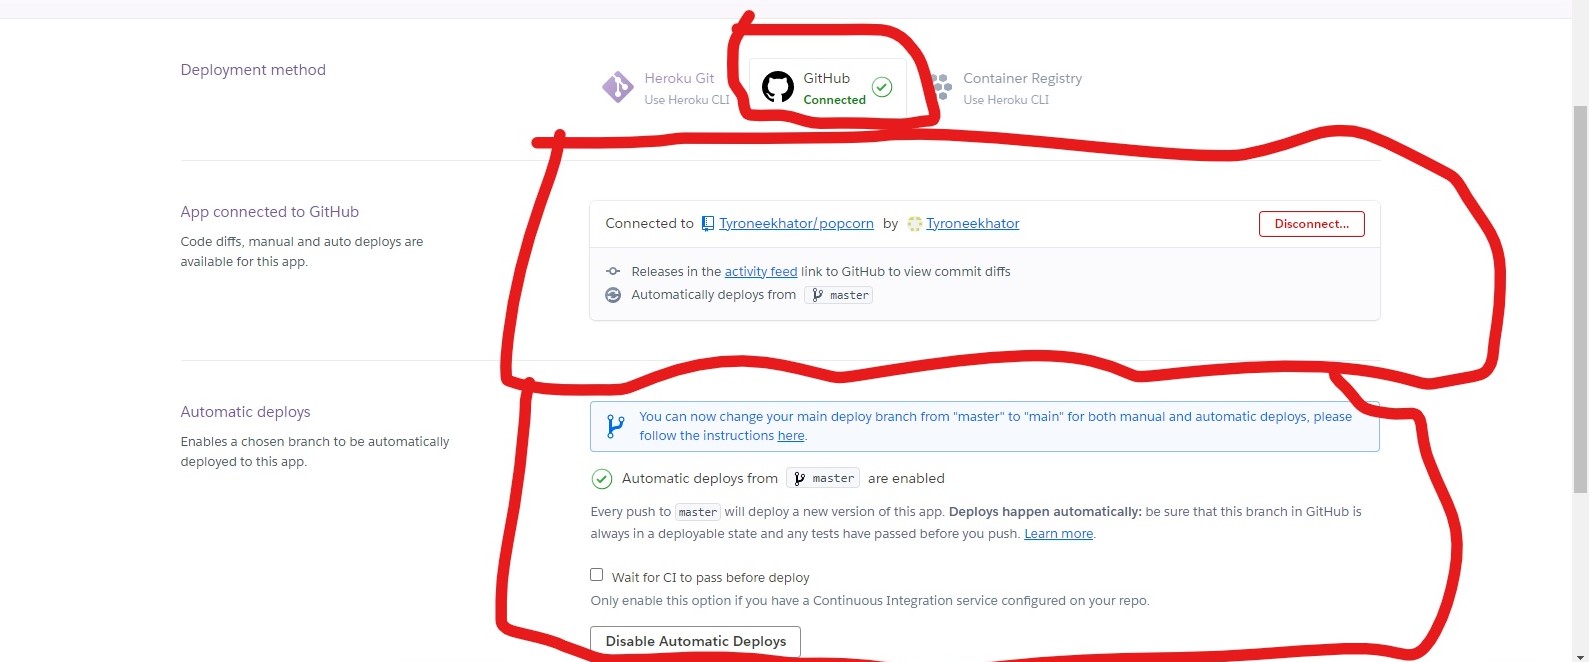 Deployment method
Heroku Git
Use Heroku CLI
GitHub
Connected
Container Registry
Use Heroku CLI
App connected to GitHub
Code diffs, manual and auto deploys are
available for this app.
Connected to Tyroneekhator/popcorn by Tyroneekhator
Disconnect...
Releases in the activity feed link to GitHub to view commit diffs
Automatically deploys from master
Automatic deploys
Enables a chosen branch to be automatically
deployed to this app.
You can now change your main deploy branch from "master" to "main" for both manual and automatic deploys, please
follow the instructions here.
Automatic deploys from master are enabled
Every push to master will deploy a new version of this app. Deploys happen automatically: be sure that this branch in GitHub is
always in a deployable state and any tests have passed before you push. Learn more.
Wait for CI to pass before deploy
Only enable this option if you have a Continuous Integration service configured on your repo.
Disable Automatic Deploys